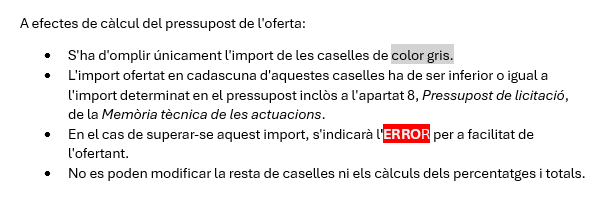 A efectes de càlcul del pressupost de l'oferta:
• S'ha d'omplir únicament l'import de les caselles de color gris.
• L'import ofertat en cadascuna d'aquestes caselles ha de ser inferior o igual a
l'import determinat en el pressupost inclòs a l'apartat 8, Pressupost de licitació,
de la Memòria tècnica de les actuacions.
• En el cas de superar-se aquest import, s'indicarà l'ERROR per a facilitat de
l'ofertant.
• No es poden modificar la resta de caselles ni els càlculs dels percentatges i totals.